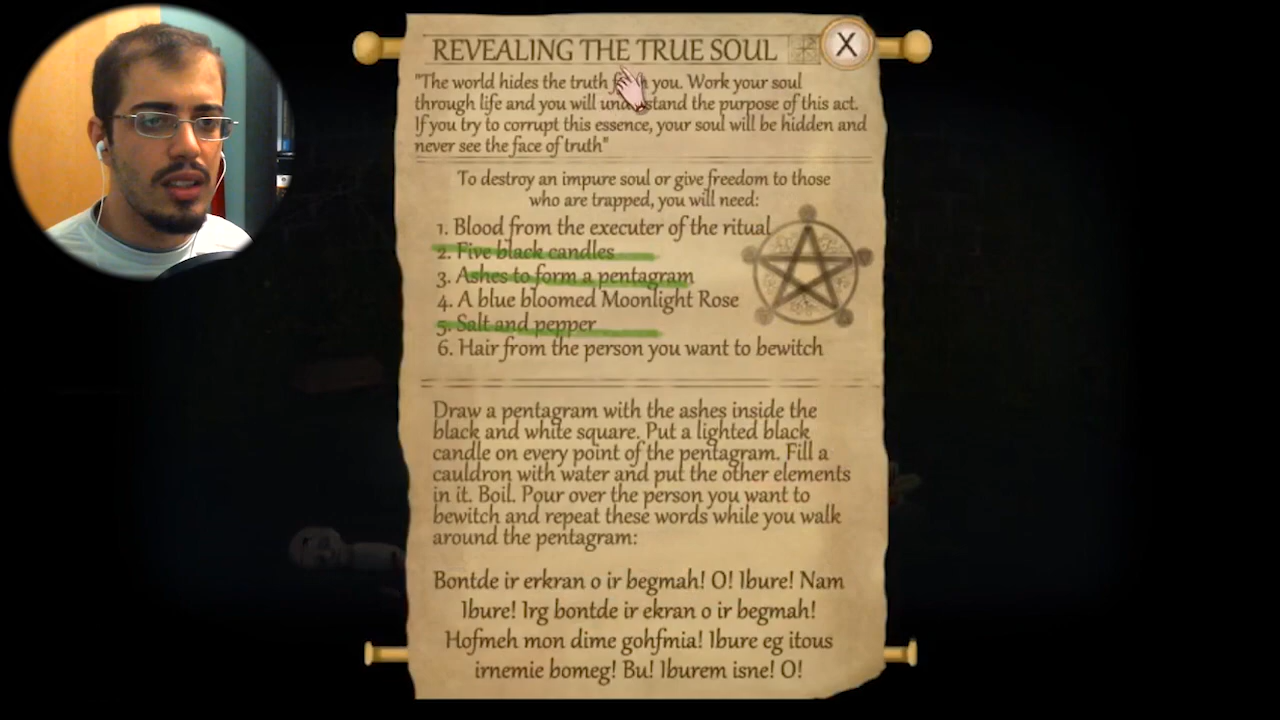 REVEALING THE TRUE SOUL
X
"The world hides the truth you. Work your soul
through life and you will understand the purpose of this act.
If you try to corrupt this essence, your soul will be hidden and
never see the face of truth"
To destroy an impure soul or give freedom to those
who are trapped, you will need:
1. Blood from the executer of the ritual
2. Five black candles
3. Ashes to form a pentagram
4. A blue bloomed Moonlight Rose
5. Salt and pepper
6. Hair from the person you want to bewitch
Draw a pentagram with the ashes inside the
black and white square. Put a lighted black
candle on every point of the pentagram. Fill a
cauldron with water and put the other elements
in it. Boil. Pour over the person you want to
bewitch and repeat these words while you walk
around the pentagram:
Bontde ir erkran o ir begmah! O! Ibure! Nam
Ibure! Irg bontde ir ekran o ir begmah!
Hofmeh mon dime gohfmia! Ibure eg itous
irnemie bomeg! Bu! Iburem isne! O!